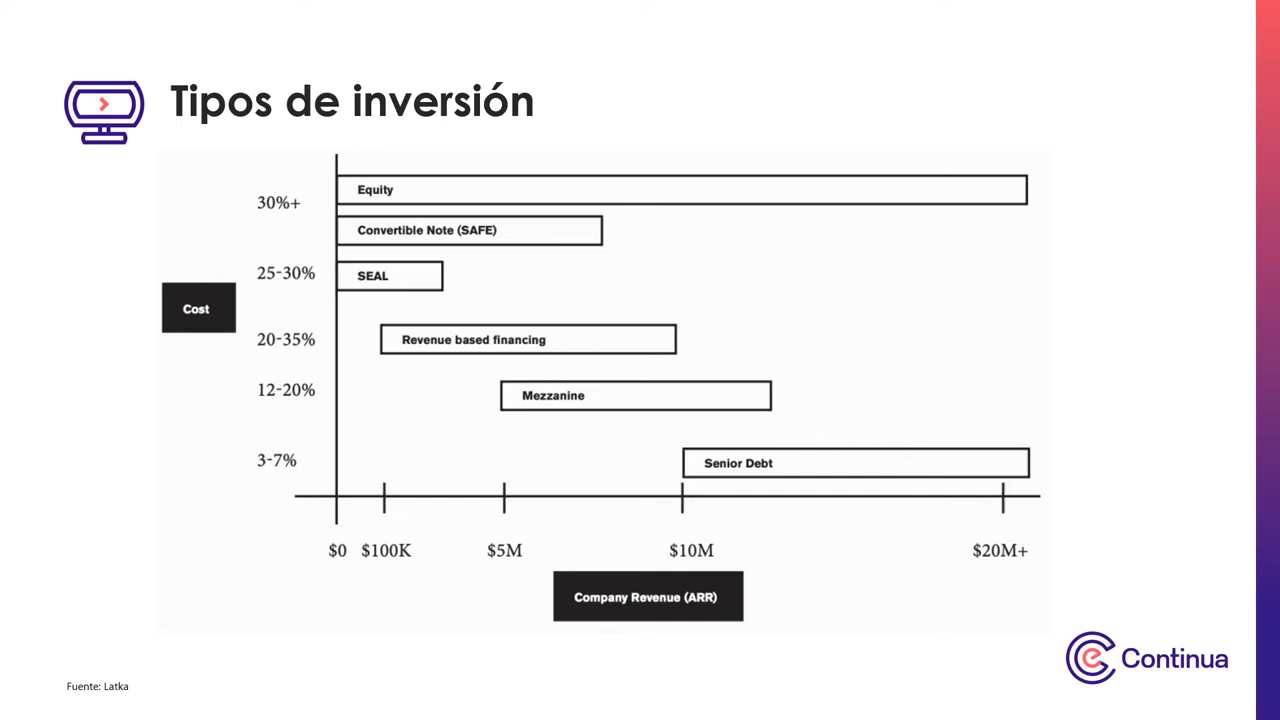 Tipos de inversión
30%+
Equity
Convertible Note (SAFE)
25-30%
SEAL
Cost
20-35%
Revenue based financing
12-20%
Mezzanine
3-7%
Senior Debt
$0 $100K $5M $10M $20M+
Company Revenue (ARR)
Continua
Fuente: Latka